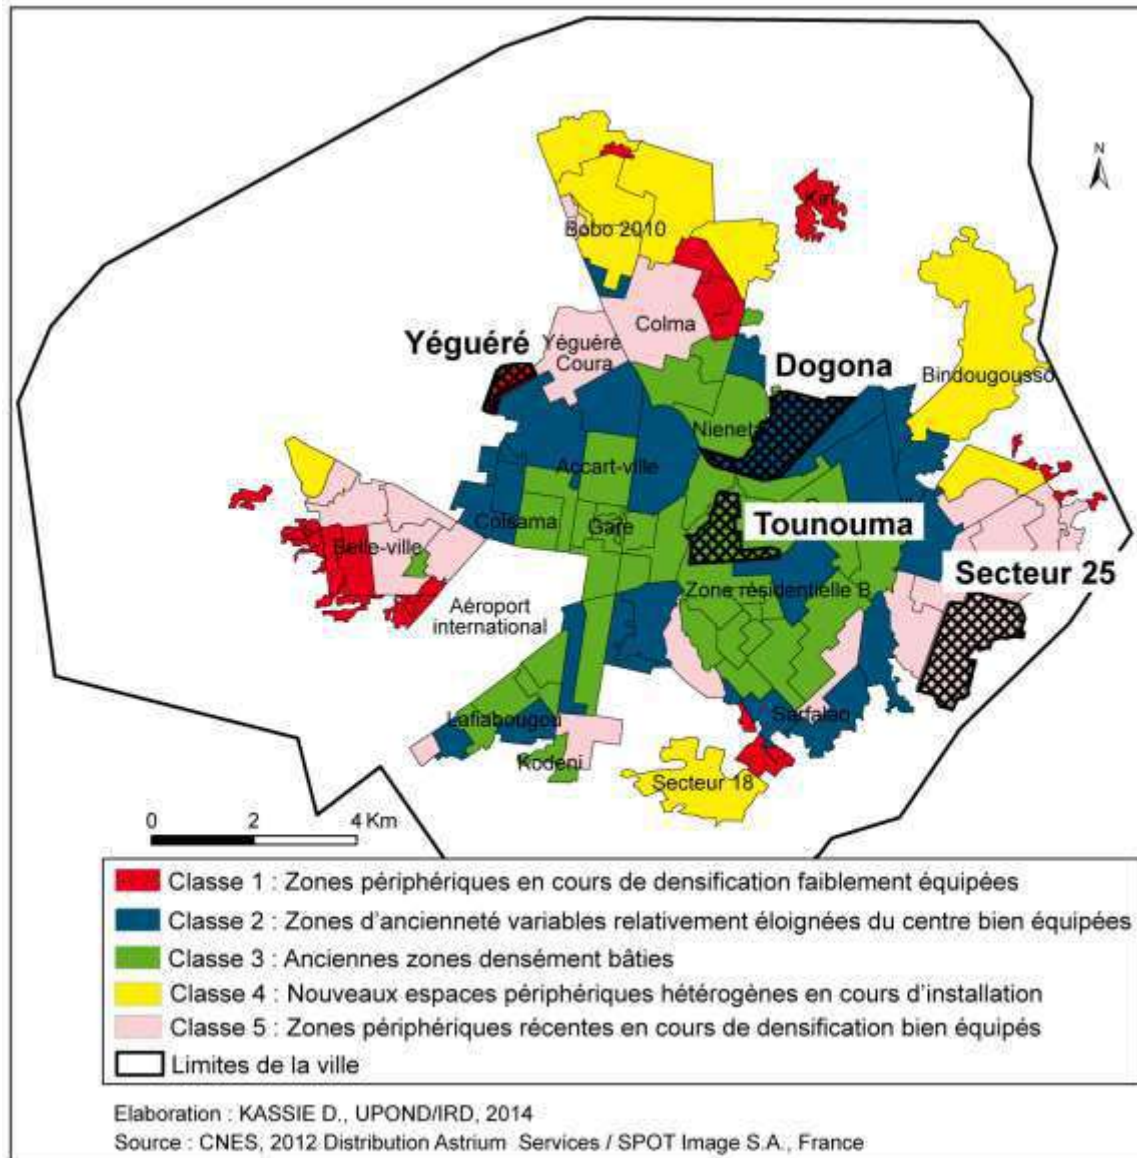 N
Kiri
Bobo 2010
Colma
Yéguéré
Yéguéré
Coura
Dogona
Bindougousso
Nieneta
Accart-ville
Tounouma
Colsama
Gare
Belle-ville
Secteur 25
Zone résidentielle B
Aéroport
international
Lafiabougou
Sarfalao
Kodéni
Secteur 18
0 2 4 Km
Classe 1 : Zones périphériques en cours de densification faiblement équipées
Classe 2 : Zones d'ancienneté variables relativement éloignées du centre bien équipées
Classe 3 : Anciennes zones densément bâties
Classe 4 : Nouveaux espaces périphériques hétérogènes en cours d'installation
Classe 5 : Zones périphériques récentes en cours de densification bien équipés
Limites de la ville
Elaboration : KASSIE D., UPOND/IRD, 2014
Source : CNES, 2012 Distribution Astrium Services / SPOT Image S.A., France